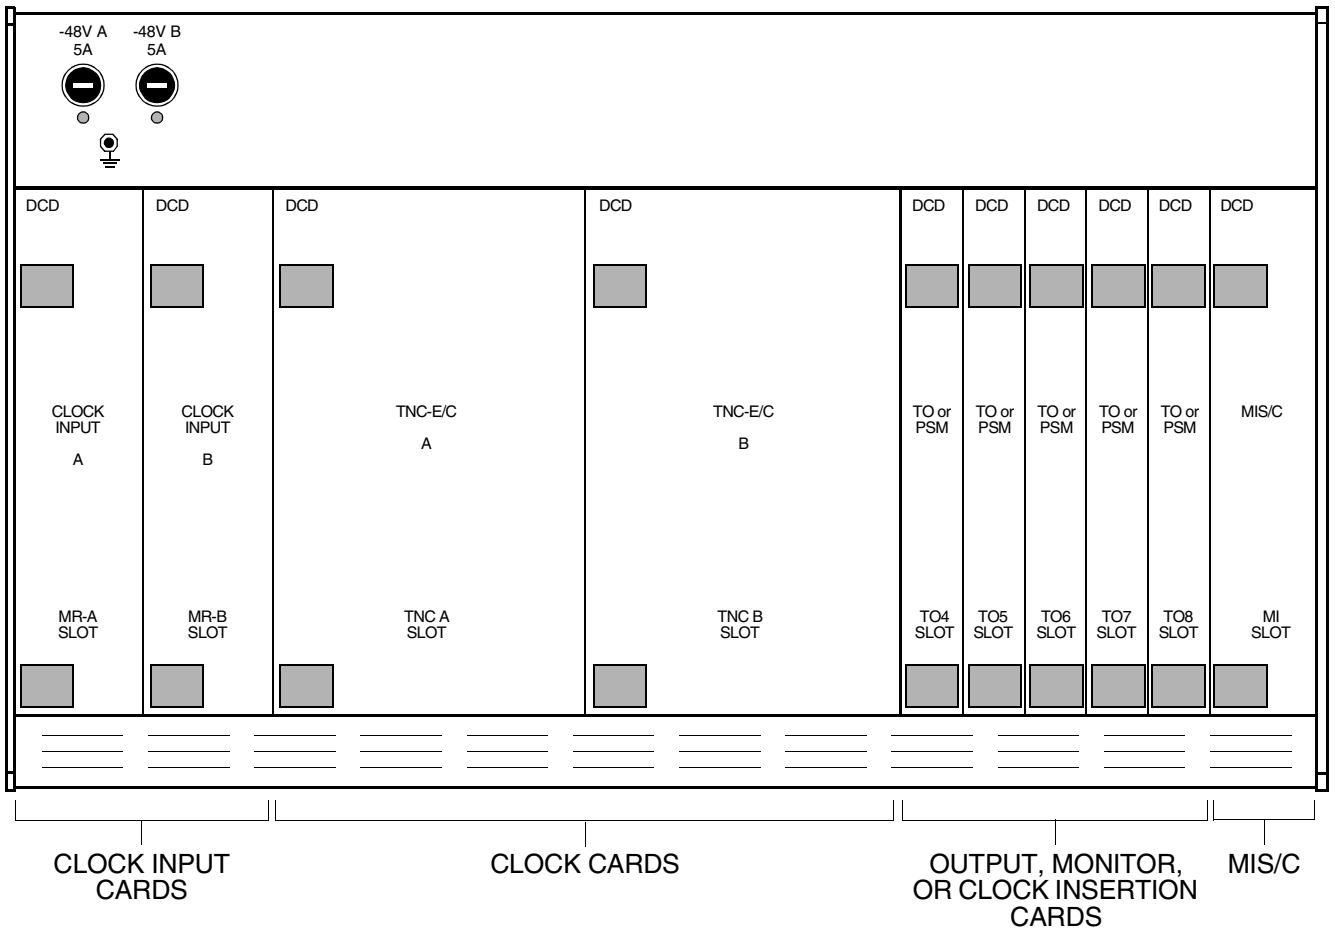 -48V A -48V B
5A 5A
DCD DCD DCD DCD DCD DCD DCD DCD DCD DCD
CLOCK
INPUT
A
CLOCK
INPUT
B
TNC-E/C
A
TNC-E/C
B
TO or
PSM
TO or
PSM
TO or
PSM
TO or
PSM
TO or
PSM
MIS/C
MR-A
SLOT
MR-B
SLOT
TNC A
SLOT
TNC B
SLOT
TO4
SLOT
TO5
SLOT
TO6
SLOT
TO7
SLOT
TO8
SLOT
MI
SLOT
CLOCK INPUT
CARDS
CLOCK CARDS
OUTPUT, MONITOR,
OR CLOCK INSERTION
CARDS
MIS/C